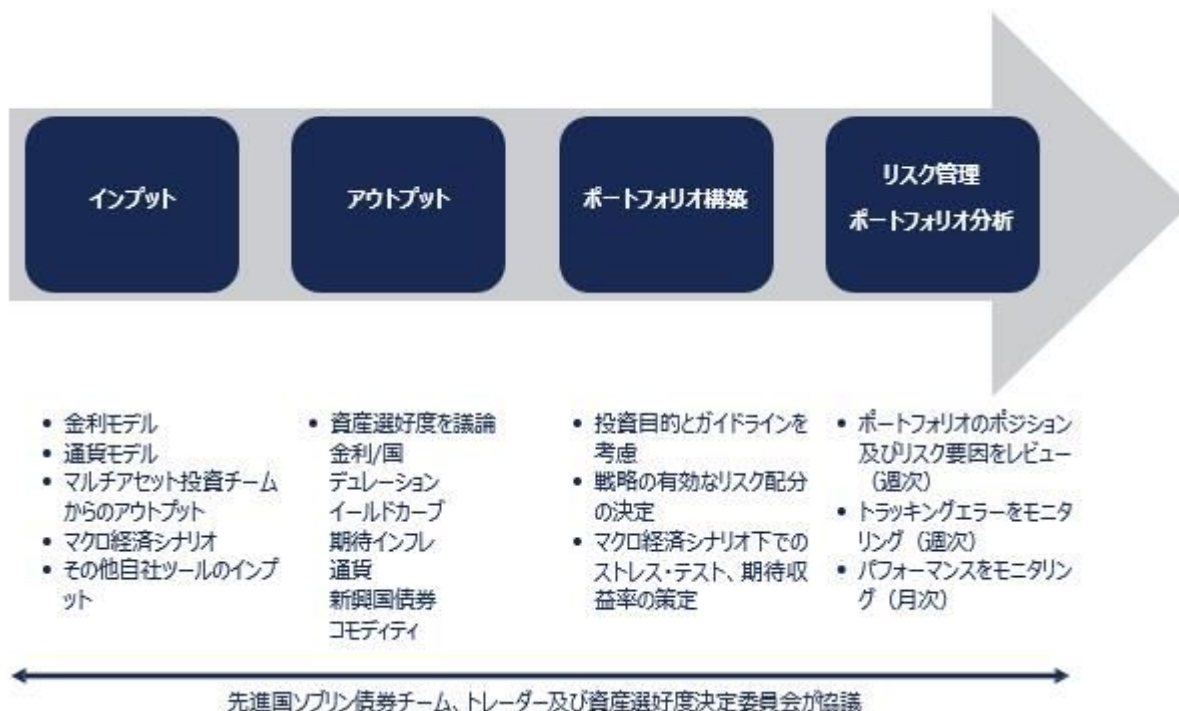 インプット
アウトプット
ポートフォリオ構築
リスク管理
ポートフォリオ分析
• 金利モデル
• 通貨モデル
• マルチアセット投資チーム
からのアウトプット
• マクロ経済シナリオ
• その他自社ツールのインプ
ット
• 資産選好度を議論
金利/国
デュレーション
イールドカーブ
期待インフレ
通貨
新興国債券
コモディティ
• 投資目的とガイドラインを
考慮
• 戦略の有効なリスク配分
の決定
• マクロ経済シナリオ下での
ストレス・テスト、期待収
益率の策定
• ポートフォリオのポジション
及びリスク要因をレビュー
（週次）
• トラッキングエラーをモニタ
リング（週次）
• パフォーマンスをモニタリン
グ（月次）
先進国ソブリン債券チーム、トレーダー及び資産選好度決定委員会が協議